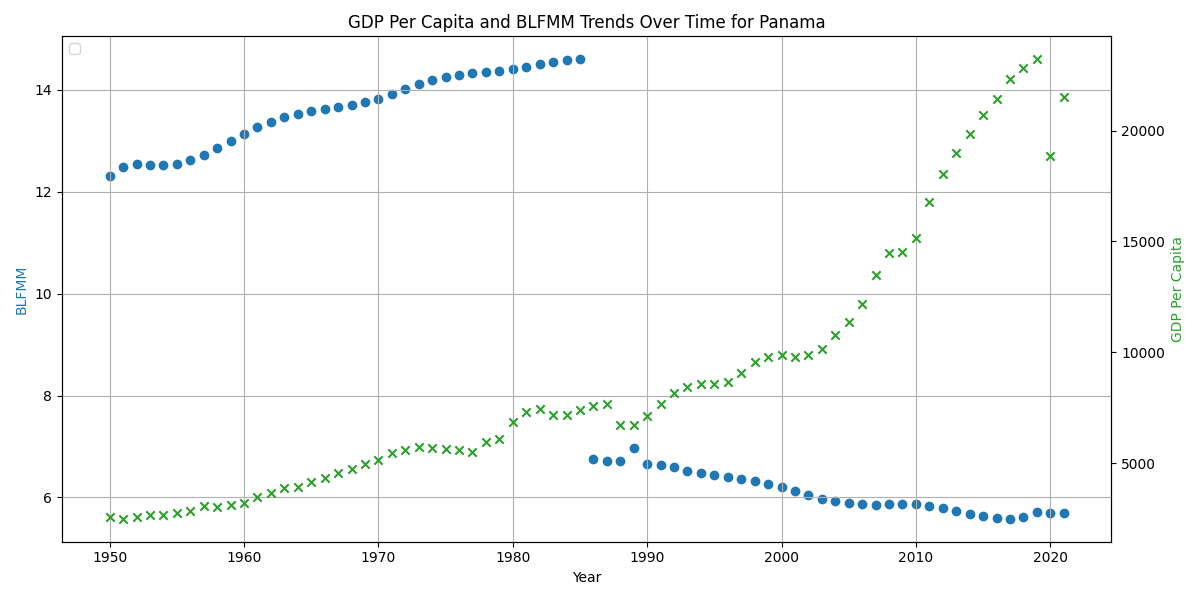 GDP Per Capita and BLFMM Trends Over Time for Panama
BLFMM
14
12
10
8
6
20000
15000
10000
5000
GDP Per Capita
1950 1960 1970 1980 1990 2000 2010 2020
Year